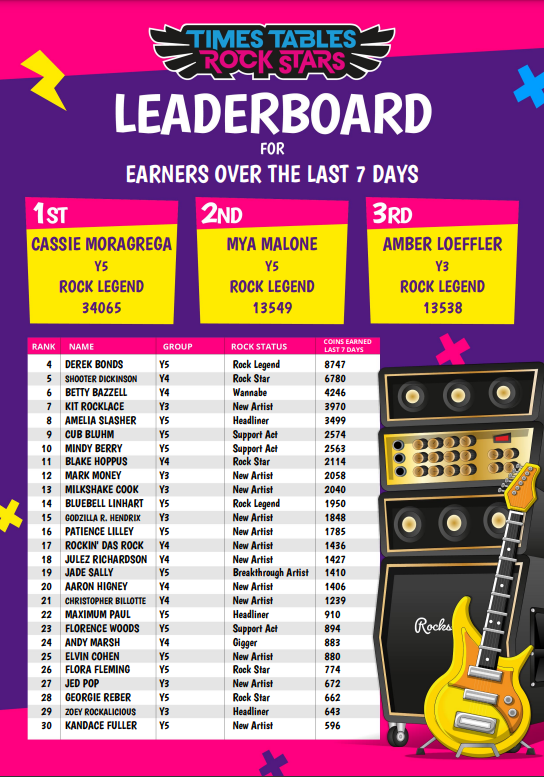 TIMES TABLES
ROCK STARS
LEADERBOARD
FOR
EARNERS OVER THE LAST 7 DAYS
1ST
CASSIE MORAGREGA
Y5
ROCK LEGEND
34065
2ND
MYA MALONE
Y5
ROCK LEGEND
13549
3RD
AMBER LOEFFLER
Y3
ROCK LEGEND
13538
RANK NAME GROUP ROCK STATUS COINS EARNED LAST 7 DAYS
4 DEREK BONDS Y5 Rock Legend 8747
5 SHOOTER DICKINSON Y4 Rock Star 6780
6 BETTY BAZZELL Y4 Wannabe 4246
7 KIT ROCKLACE Y3 New Artist 3970
8 AMELIA SLASHER Y5 Headliner 3499
9 CUB BLUHM Y5 Support Act 2574
10 MINDY BERRY Y5 Support Act 2563
11 BLAKE HOPPUS Y4 Rock Star 2114
12 MARK MONEY Y3 New Artist 2058
13 MILKSHAKE COOK Y3 New Artist 2040
14 BLUEBELL LINHART Y5 Rock Legend 1950
15 GODZILLA R. HENDRIX Y3 New Artist 1848
16 PATIENCE LILLEY Y5 New Artist 1785
17 ROCKIN' DAS ROCK Y4 New Artist 1436
18 JULEZ RICHARDSON Y4 New Artist 1427
19 JADE SALLY Y5 Breakthrough Artist 1410
20 AARON HIGNEY Y4 New Artist 1406
21 CHRISTOPHER BILLOTTE Y4 New Artist 1239
22 MAXIMUM PAUL Y5 Headliner 910
23 FLORENCE WOODS Y5 Support Act 894
24 ANDY MARSH Y4 Gigger 883
25 ELVIN COHEN Y5 New Artist 880
26 FLORA FLEMING Y5 Rock Star 774
27 JED POP Y3 New Artist 672
28 GEORGIE REBER Y5 Rock Star 662
29 ZOEY ROCKALICIOUS Y3 Headliner 643
30 KANDACE FULLER Y5 New Artist 596
Rocks